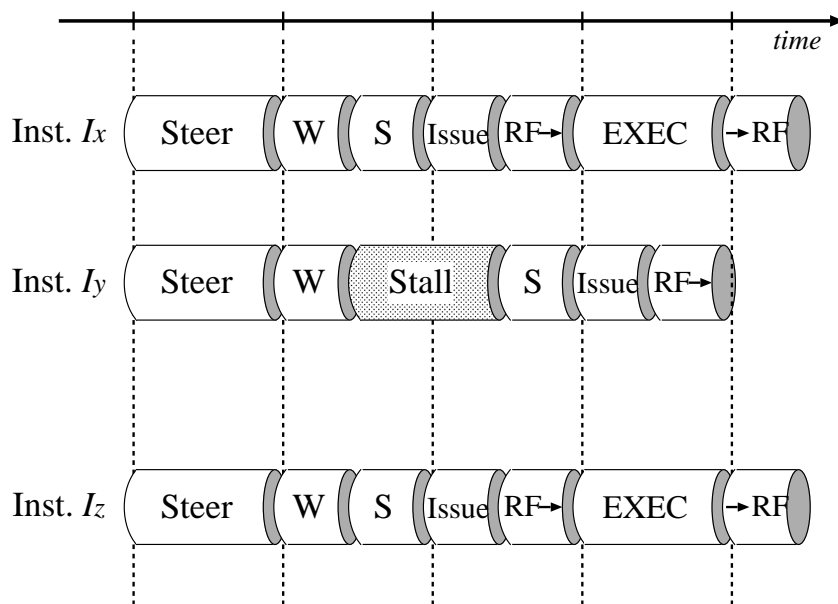 time
Inst. Ix Steer W S Issue RF EXEC RF
Inst. Iy Steer W Stall S Issue RF
Inst. Iz Steer W S Issue RF EXEC RF